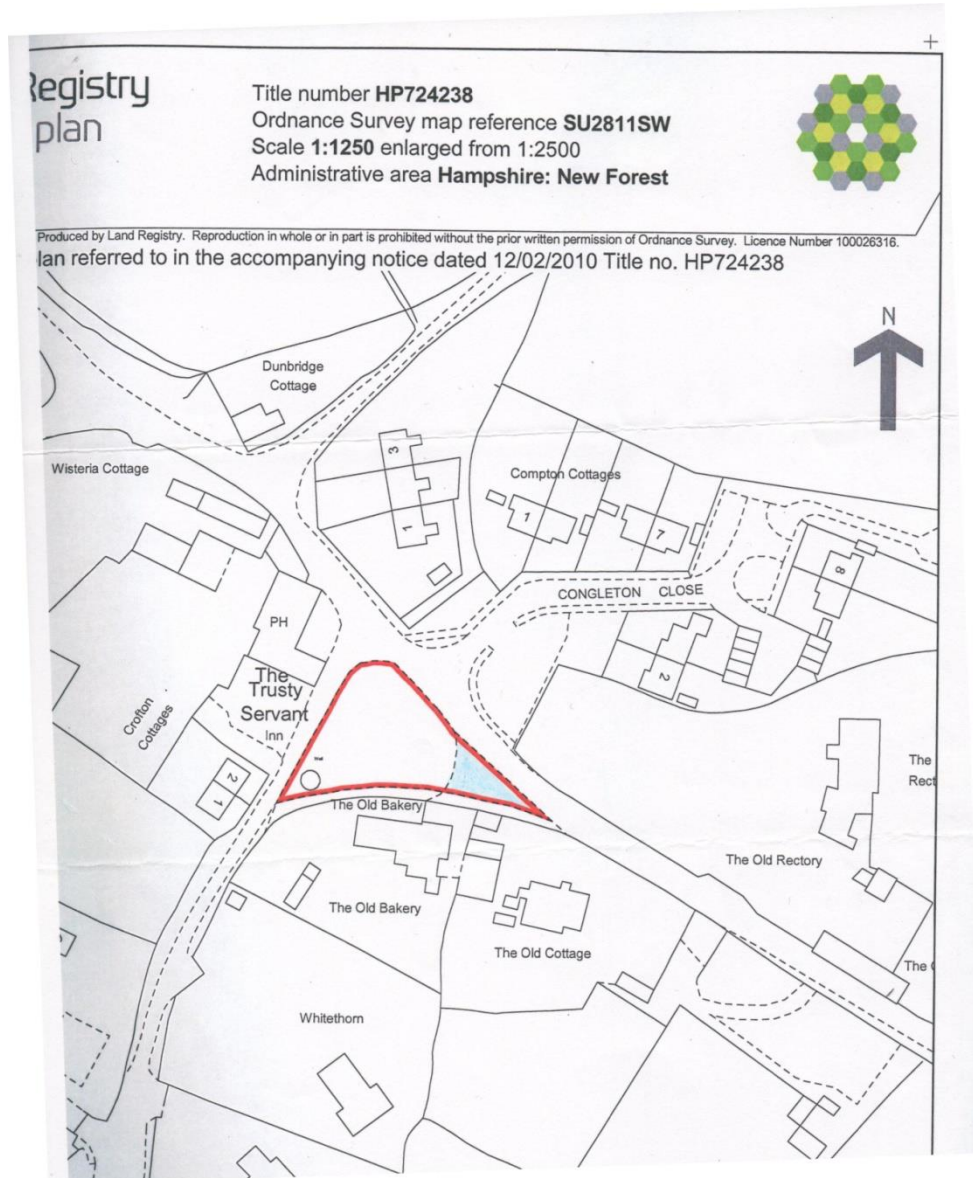 Registry
plan
Title number HP724238
Ordnance Survey map reference SU2811SW
Scale 1:1250 enlarged from 1:2500
Administrative area Hampshire: New Forest
Produced by Land Registry. Reproduction in whole or in part is prohibited without the prior written permission of Ordnance Survey. Licence Number 100026316.
lan referred to in the accompanying notice dated 12/02/2010 Title no. HP724238
N
Dunbridge
Cottage
Wisteria Cottage
3
1
Compton Cottages
1
7
8
CONGLETON CLOSE
2
PH
The
Trusty
Servant
Inn
Crofton
Cottages
2
1
The Old Bakery
The
Rect
The Old Rectory
The Old Bakery
The Old Cottage
The
Whitethorn